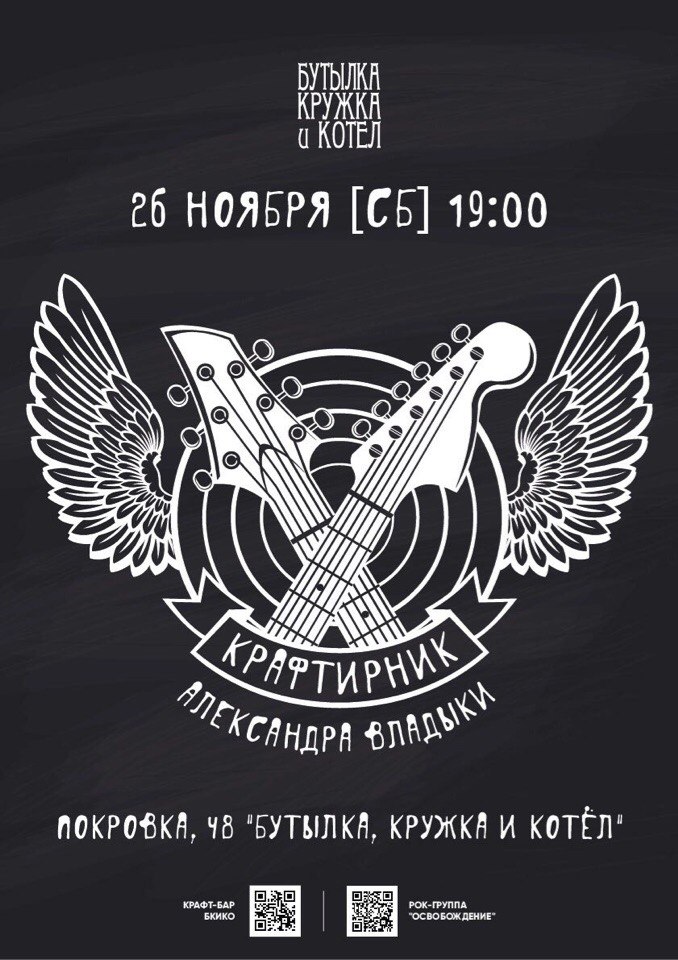 БУТЫЛКА
КРУЖКА
и КОТЕЛ
26 НОЯБРЯ [СБ] 19:00
КРАФТИРНИК
АЛЕКСАНДРА ВЛАДЫКИ
ПОКРОВКА, 48 "БУТЫЛКА, КРУЖКА И КОТЁЛ"
КРАФТ-БАР
БКИКО
РОК-ГРУППА
"ОСВОБОЖДЕНИЕ"